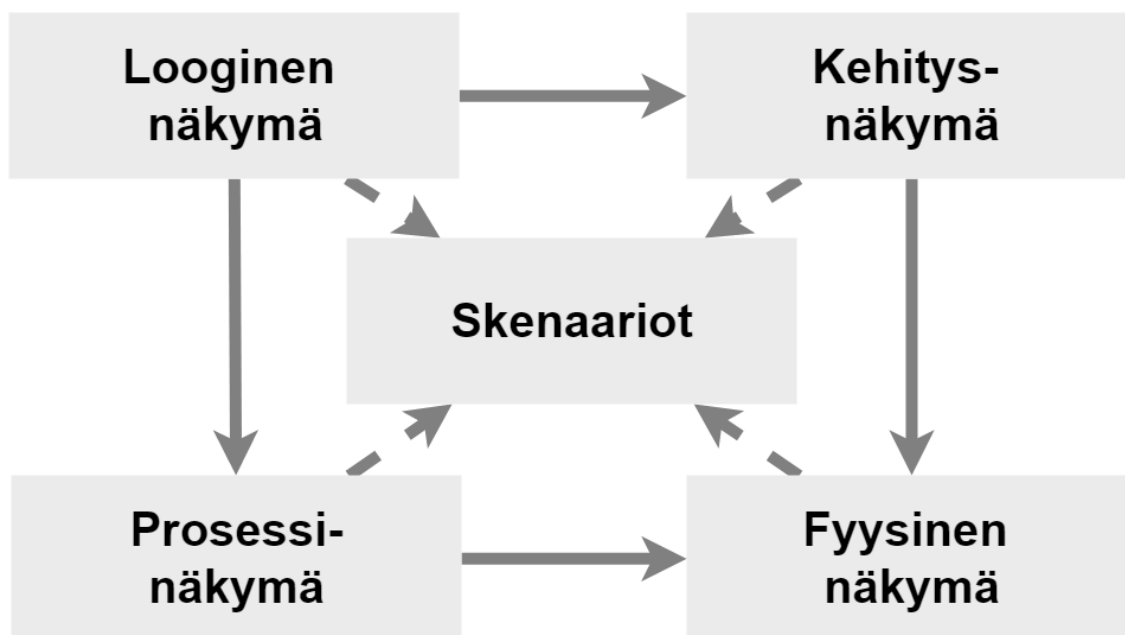 Looginen
näkymä
Kehitys-
näkymä
Skenaariot
Prosessi-
näkymä
Fyysinen
näkymä